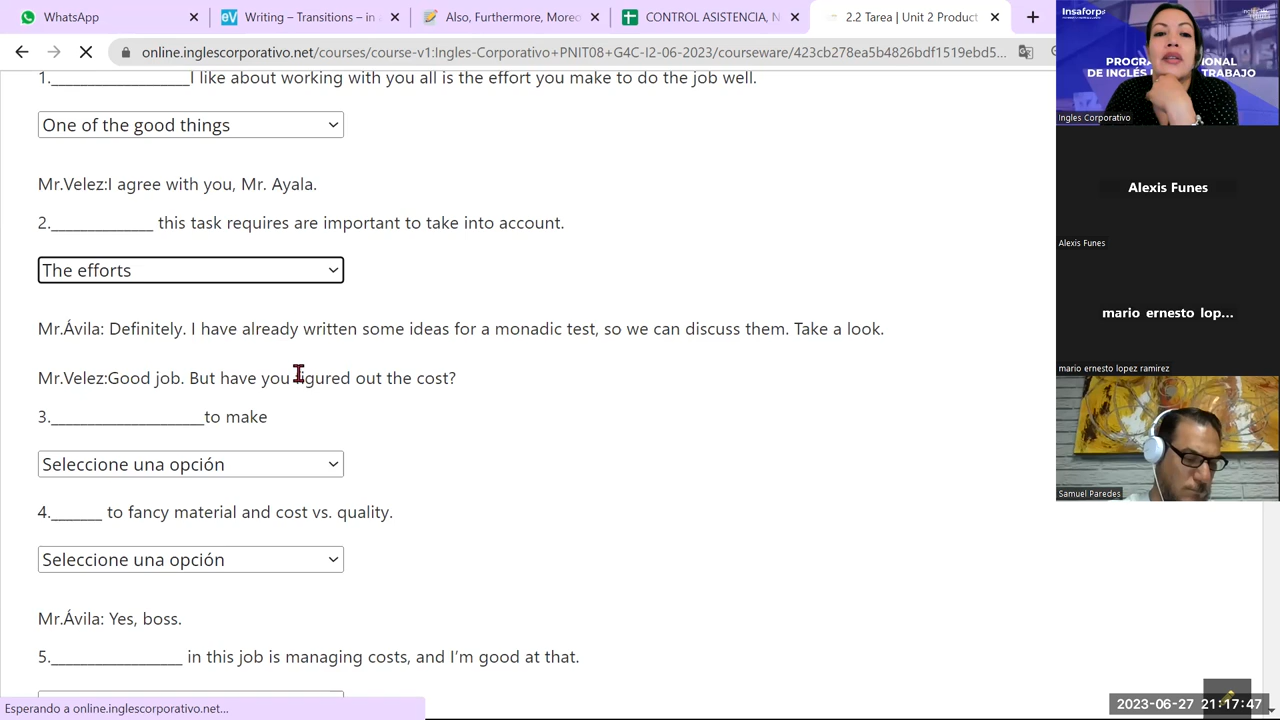 WhatsApp
Writing – Transitions
Also, Furthermore, Moreo
CONTROL ASISTENCIA, N
2.2 Tarea | Unit 2 Product
online.inglescorporativo.net/courses/course-v1:Ingles-Corporativo+PNIT08+G4C-I2-06-2023/courseware/423cb278ea5b4826bdf1519ebd5...
1.___________________I like about working with you all is the effort you make to do the job well.
One of the good things
Mr.Velez:I agree with you, Mr. Ayala.
2.______________ this task requires are important to take into account.
The efforts
Mr.Ávila: Definitely. I have already written some ideas for a monadic test, so we can discuss them. Take a look.
Mr.Velez:Good job. But have you figured out the cost?
3._____________________to make
Seleccione una opción
4._______ to fancy material and cost vs. quality.
Seleccione una opción
Mr.Ávila: Yes, boss.
5.__________________ in this job is managing costs, and I’m good at that.
Esperando a online.inglescorporativo.net...
Insaforp
DE INGLÉS
TRABAJO
Ingles Corporativo
Alexis Funes
Alexis Funes
mario ernesto lop...
mario ernesto lopez ramirez
Samuel Paredes
2023-06-27 21:17:47